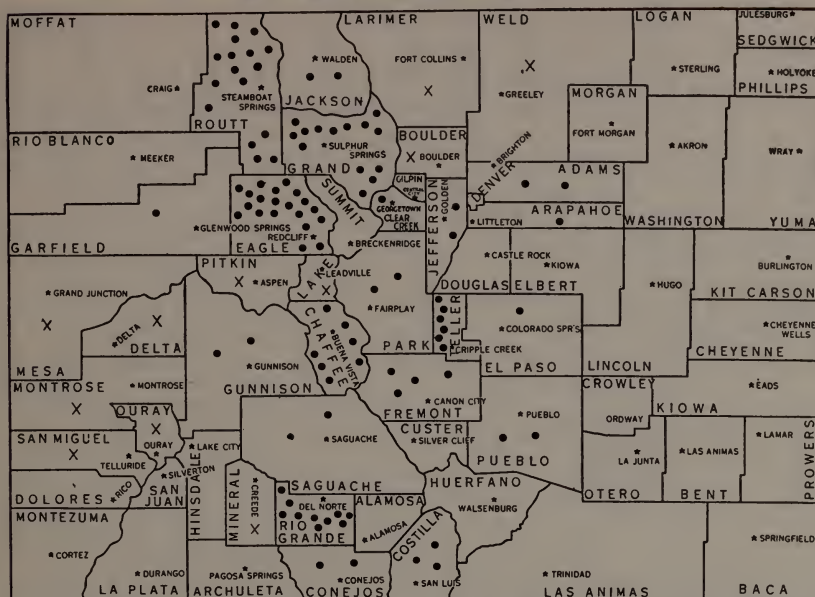 MOFFAT
LARIMER
WELD
LOGAN
JULESBURG
SEDGWICK
WALDEN
FORT COLLINS
STERLING
HOLYOKE
PHILLIPS
CRAIG
STEAMBOAT
SPRINGS
JACKSON
GREELEY
MORGAN
FORT MORGAN
ROUTT
RIO BLANCO
MEEKER
SULPHUR
SPRINGS
BOULDER
BOULDER
BRIGHTON
AKRON
WRAY
GRAND
GILPIN
CENTRAL
CITY
GOLDEN
DENVER
ADAMS
SUMMIT
GEORGETOWN
CLEAR
CREEK
JEFFERSON
ARAPAHOE
LITTLETON
WASHINGTON
YUMA
GLENWOOD SPRINGS
REDCLIFF
GARFIELD
EAGLE
BRECKENRIDGE
PITKIN
ASPEN
LAKE
LEADVILLE
CASTLE ROCK
KIOWA
BURLINGTON
GRAND JUNCTION
HUGO
DOUGLAS
ELBERT
KIT CARSON
FAIRPLAY
TELLER
COLORADO SPR'S
DELTA
DELTA
CHAFFEE
BUENA VISTA
CHEYENNE
WELLS
GUNNISON
PARK
CRIPPLE CREEK
MESA
EL PASO
LINCOLN
CHEYENNE
MONTROSE
MONTROSE
GUNNISON
CROWLEY
EADS
OURAY
CANON CITY
PUEBLO
KIOWA
FREMONT
ORDWAY
SAN MIGUEL
OURAY
LAKE CITY
SAGUACHE
CUSTER
SILVER CLIFF
LAMAR
TELLURIDE
SILVERTON
PUEBLO
LA JUNTA
LAS ANIMAS
PROWERS
DOLORES
RICO
SAN
JUAN
HINSDALE
MINERAL
CREEDE
SAGUACHE
DEL NORTE
ALAMOSA
HUERFANO
OTERO
BENT
MONTEZUMA
RIO
GRANDE
ALAMOSA
COSTILLA
WALSENBURG
CORTEZ
SPRINGFIELD
DURANGO
PAGOSA SPRINGS
CONEJOS
SAN LUIS
TRINIDAD
LA PLATA
ARCHULETA
CONEJOS
LAS ANIMAS
BACA